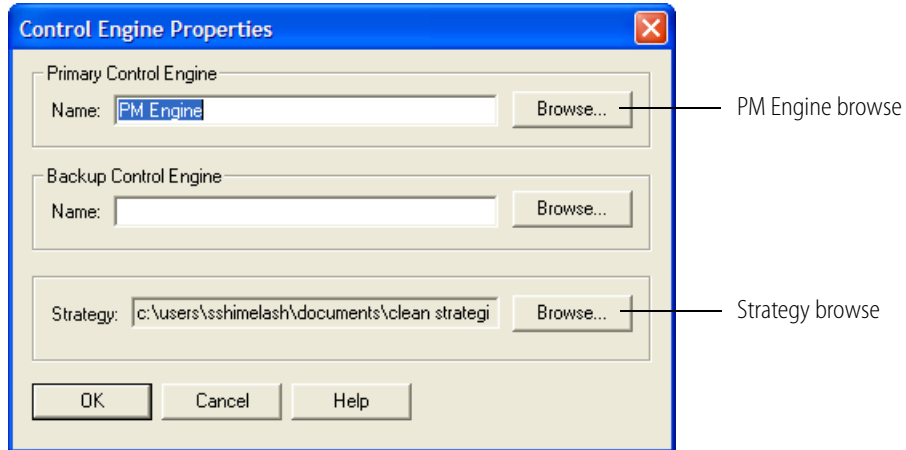 Control Engine Properties
Primary Control Engine
Name: PM Engine Browse... PM Engine browse
Backup Control Engine
Name: Browse...
Strategy: c:\users\sshimelash\documents\clean strategi Browse... Strategy browse
OK Cancel Help